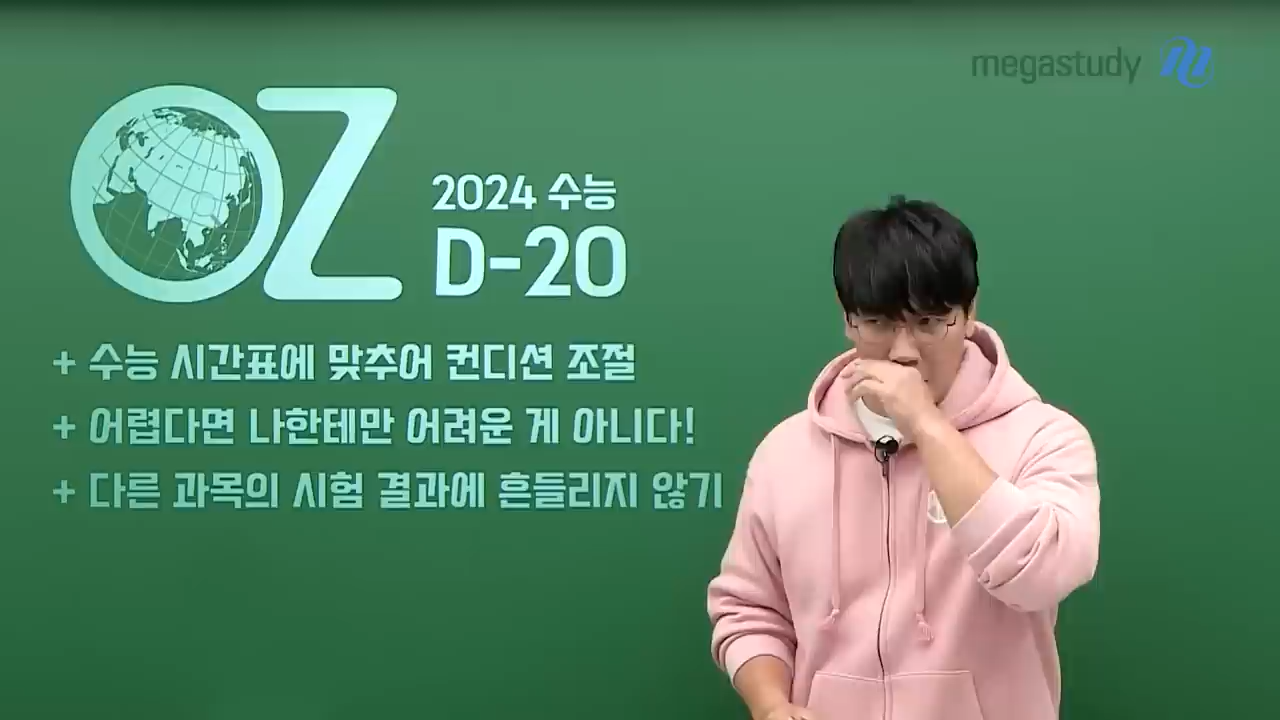 megastudy
OZ
2024 수능
D-20
+ 수능 시간표에 맞추어 컨디션 조절
+ 어렵다면 나한테만 어려운 게 아니다!
+ 다른 과목의 시험 결과에 흔들리지 않기